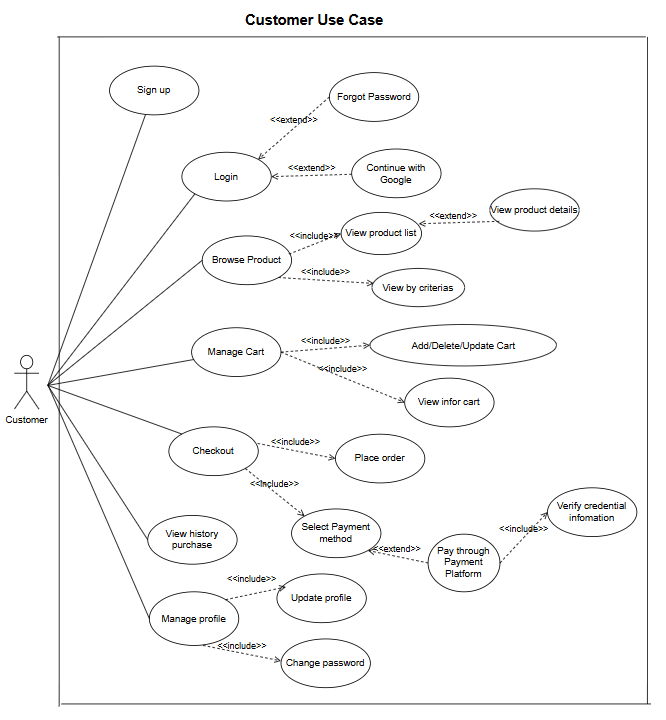 Customer Use Case
Sign up
Forgot Password
<<extend>>
Login
<<extend>>
Continue with
Google
View product details
<<extend>>
View product list
<<include>>
Browse Product
<<include>>
View by criterias
Manage Cart
<<include>>
Add/Delete/Update Cart
<<include>>
View infor cart
Customer
Checkout
<<include>>
Place order
<<include>>
Select Payment
method
<<extend>>
Pay through
Payment
Platform
<<include>>
Verify credential
infomation
View history
purchase
Manage profile
<<include>>
Update profile
<<include>>
Change password